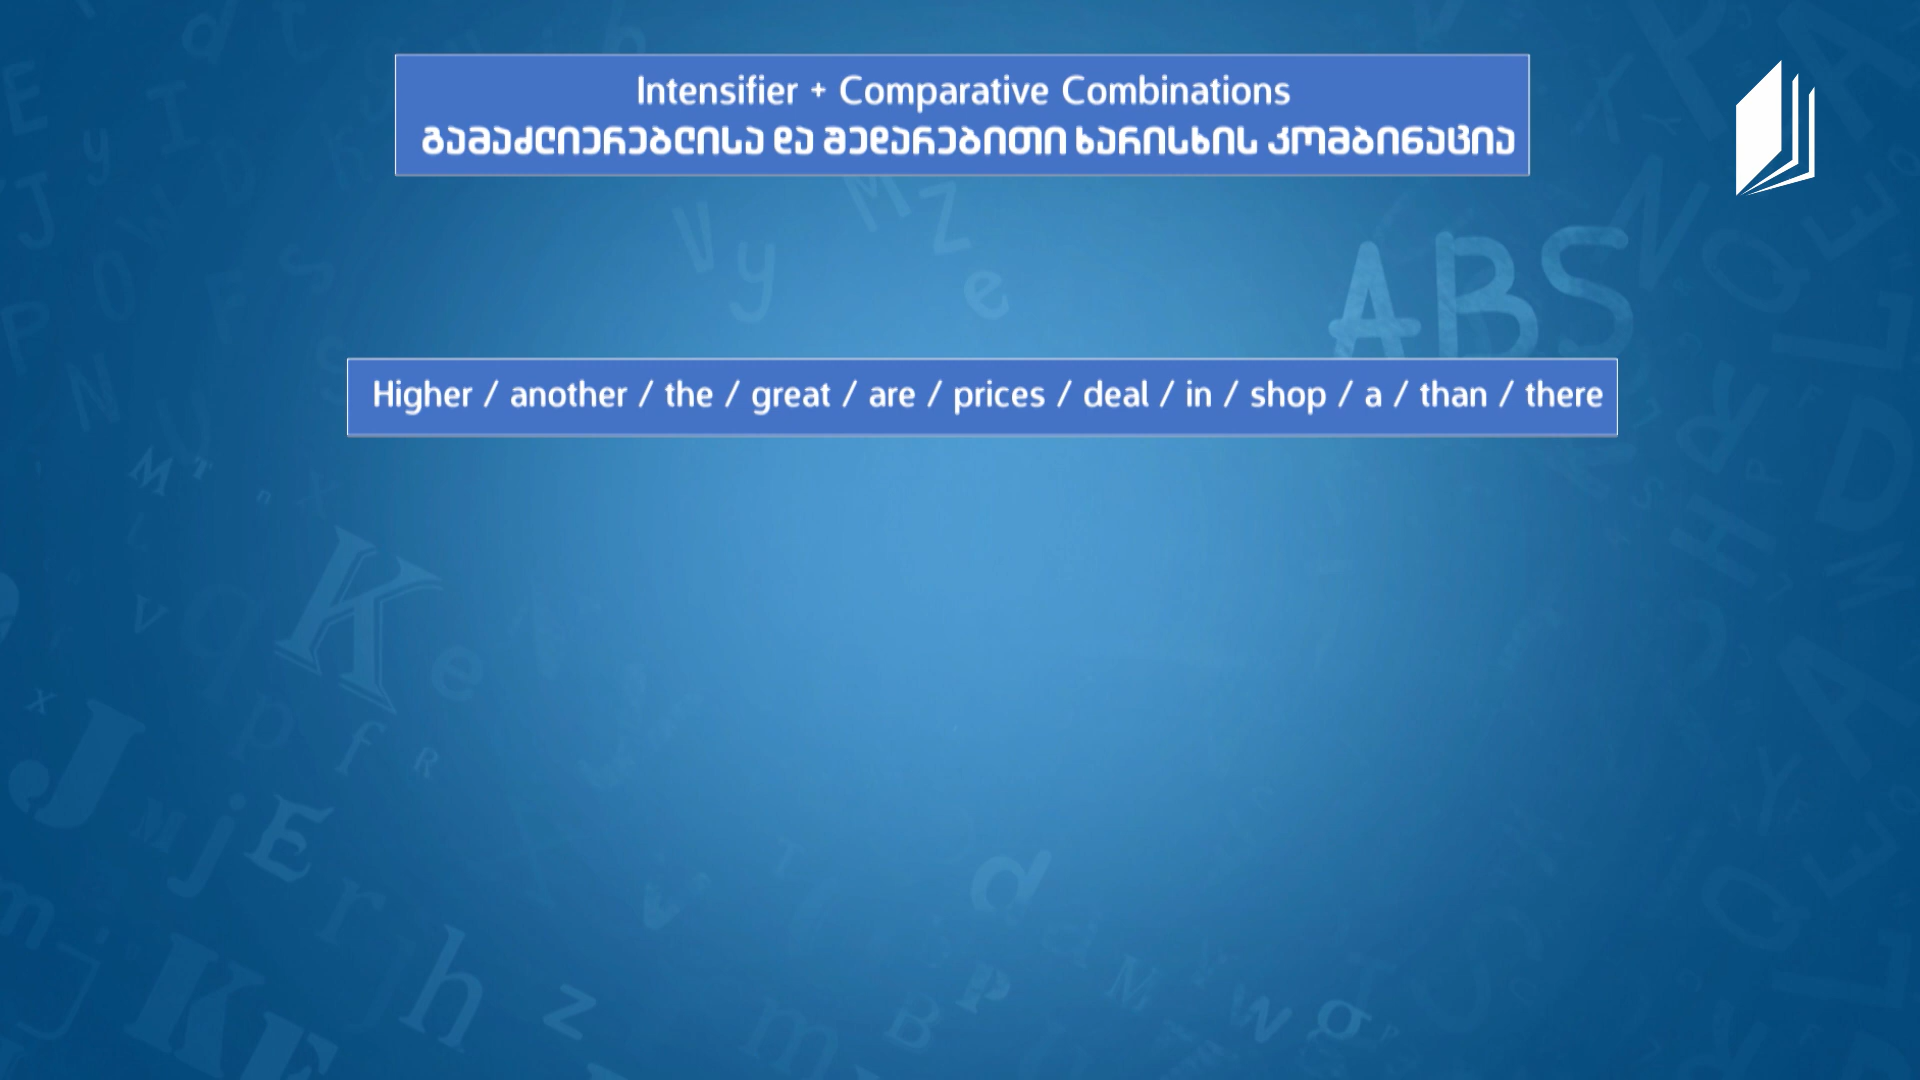 Intensifier + Comparative Combinations
გამაძლიერებლისა და შედარებითი ხარისხის კომბინაცია
ABS
Higher / another / the / great / are / prices / deal / in / shop / a / than / there